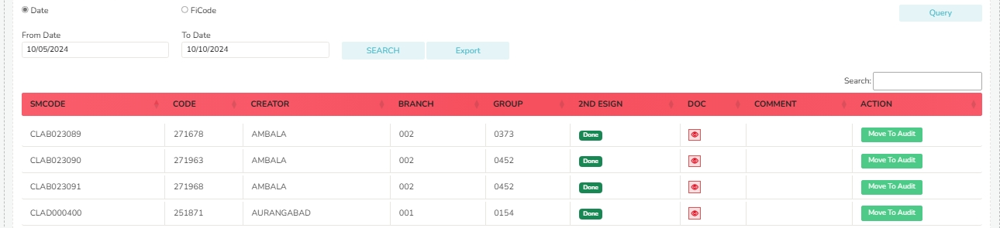 Date FiCode Query
From Date To Date
10/05/2024 10/10/2024 SEARCH Export
Search:
SMCODE CODE CREATOR BRANCH GROUP 2ND ESIGN DOC COMMENT ACTION
CLAB023089 271678 AMBALA 002 0373 Done Move To Audit
CLAB023090 271963 AMBALA 002 0452 Done Move To Audit
CLAB023091 271968 AMBALA 002 0452 Done Move To Audit
CLAD000400 251871 AURANGABAD 001 0154 Done Move To Audit